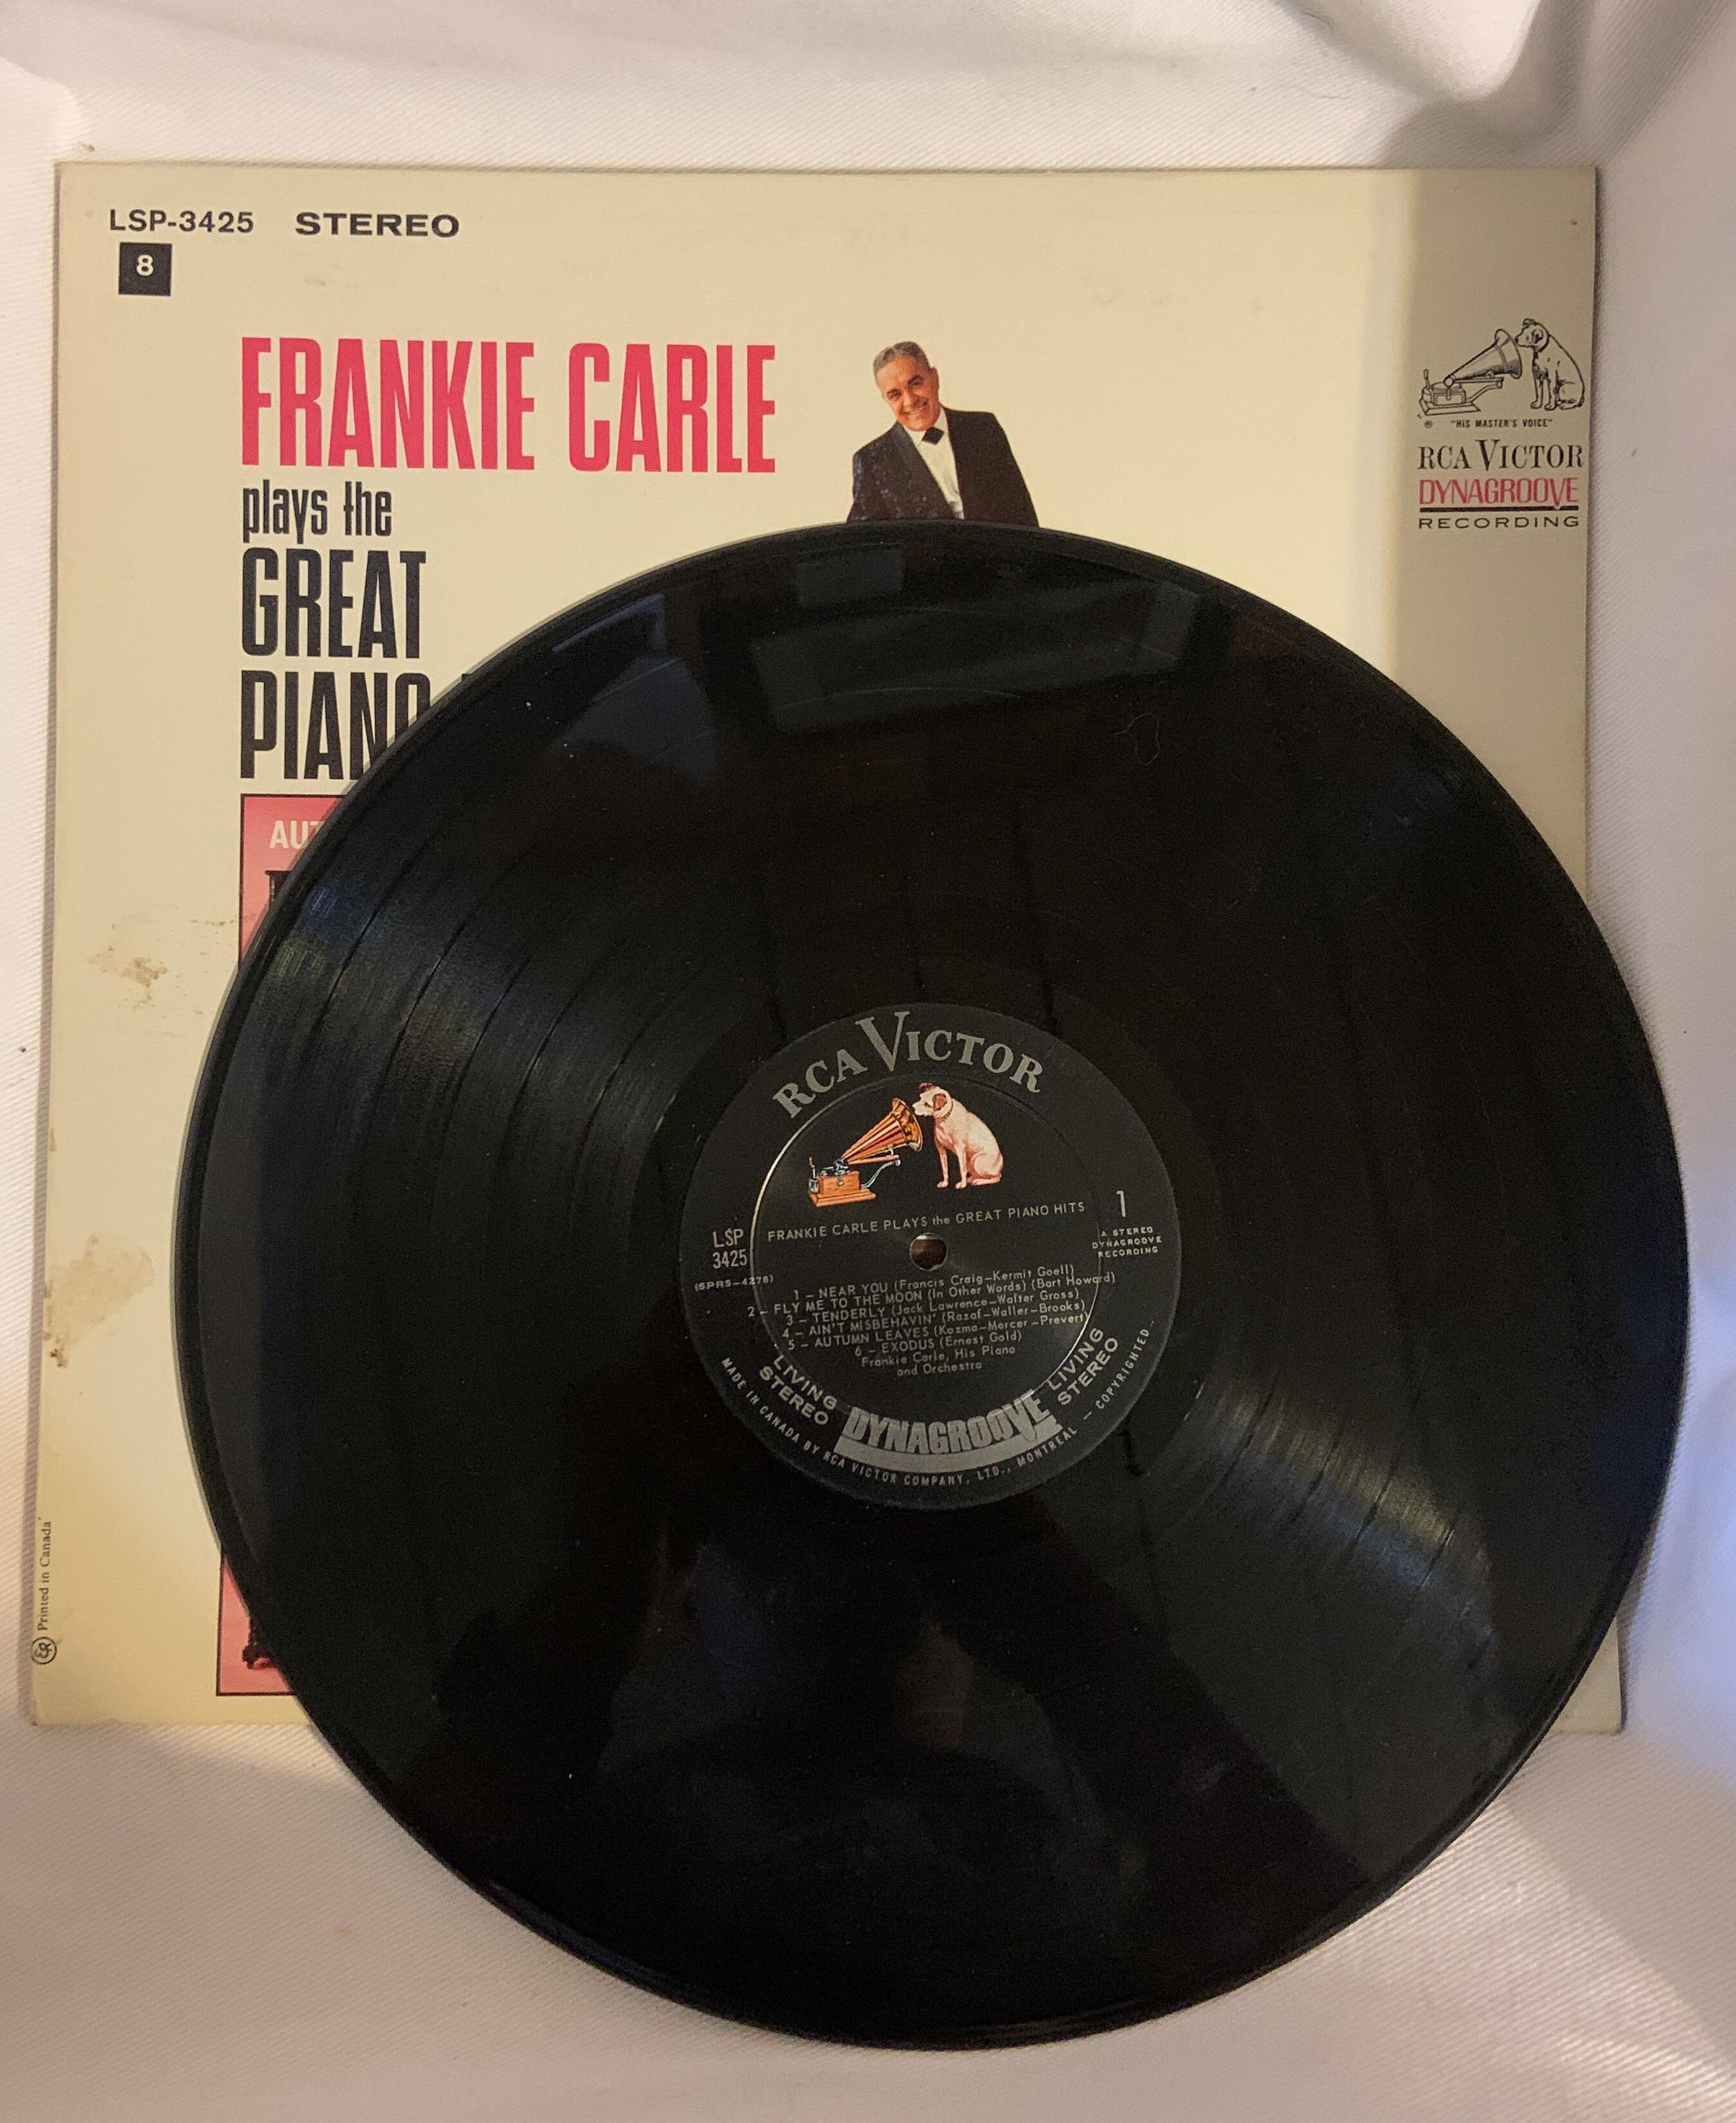 LSP-3425 STEREO
8
FRANKIE CARLE
plays the
GREAT
PIANO
AUT
"HIS MASTER'S VOICE"
RCA VICTOR
DYNAGROOVE
RECORDING
RCA VICTOR
FRANKIE CARLE PLAYS the GREAT PIANO HITS
LSP
3425
(SPRS-4278)
1
A STEREO
DYNAGROOVE
RECORDING
1 – NEAR YOU (Francis Craig–Kermit Goell)
2 – FLY ME TO THE MOON (In Other Words) (Bart Howard)
3 – TENDERLY (Jack Lawrence–Walter Gross)
4 – AIN'T MISBEHAVIN' (Razaf–Waller–Brooks)
5 – AUTUMN LEAVES (Kozma–Mercer–Prevert)
6 – EXODUS (Ernest Gold)
Frankie Carle, His Piano
and Orchestra
LIVING
STEREO
DYNAGROOVE
LIVING
STEREO
MADE IN CANADA BY RCA VICTOR COMPANY, LTD., MONTREAL – COPYRIGHTED.
Printed in Canada